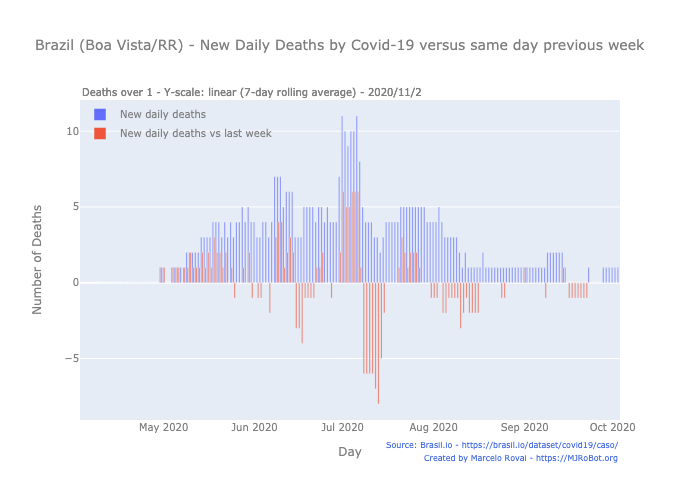 Brazil (Boa Vista/RR) - New Daily Deaths by Covid-19 versus same day previous week
Deaths over 1 - Y-scale: linear (7-day rolling average) - 2020/11/2
New daily deaths
New daily deaths vs last week
10
5
0
−5
Number of Deaths
May 2020 Jun 2020 Jul 2020 Aug 2020 Sep 2020 Oct 2020
Day
Source: Brasil.io - https://brasil.io/dataset/covid19/caso/
Created by Marcelo Rovai - https://MJRoBot.org